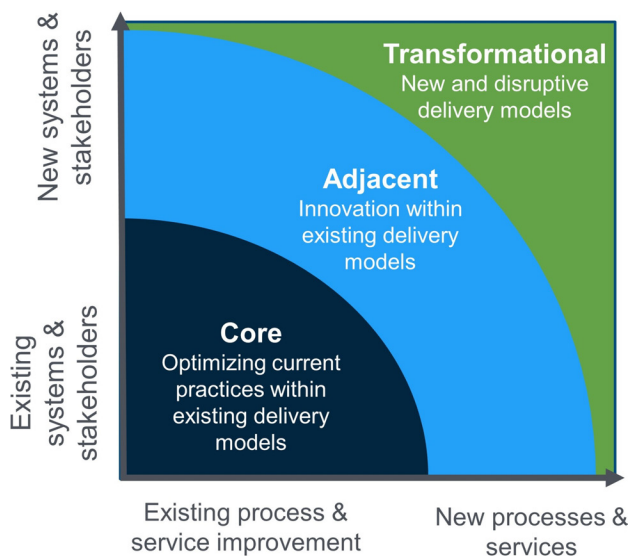 New systems &
stakeholders
Existing
systems &
stakeholders
Transformational
New and disruptive
delivery models
Adjacent
Innovation within
existing delivery
models
Core
Optimizing current
practices within
existing delivery
models
Existing process &
service improvement
New processes &
services